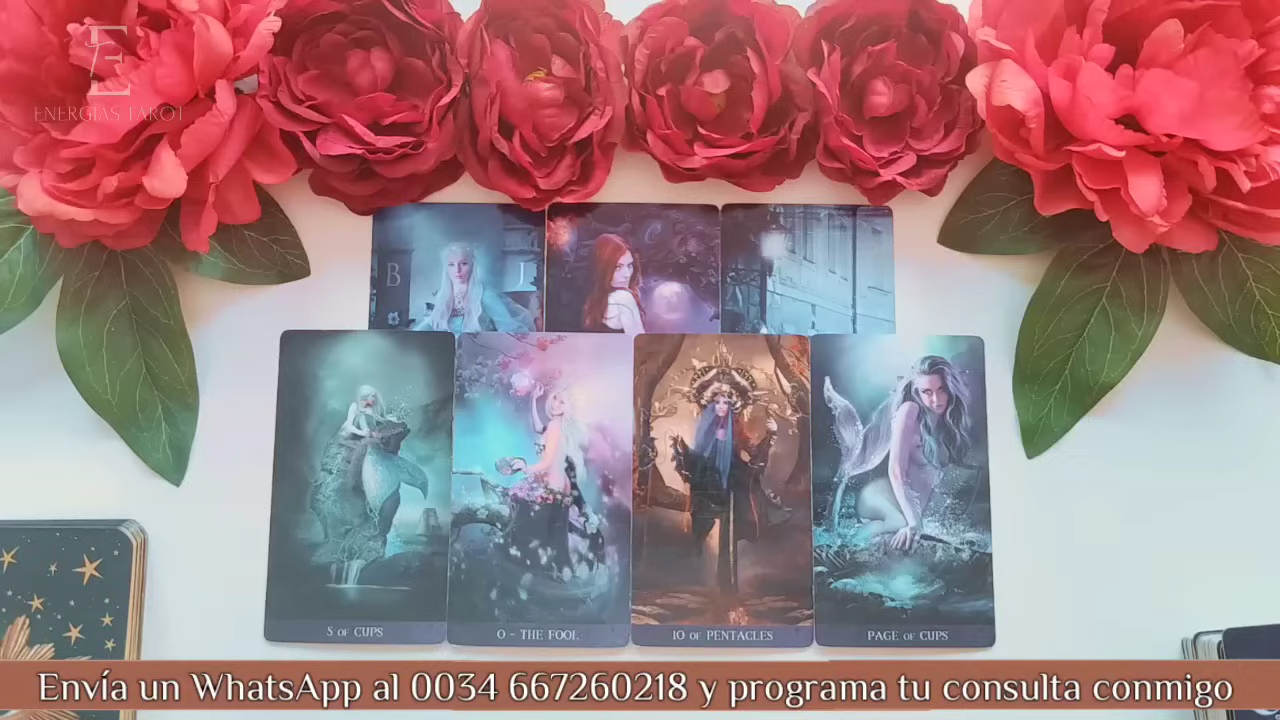 E
ENERGÍAS TAROT
B J
5 OF CUPS
0 - THE FOOL
10 OF PENTACLES
PAGE OF CUPS
Envía un WhatsApp al 0034 667260218 y programa tu consulta conmigo